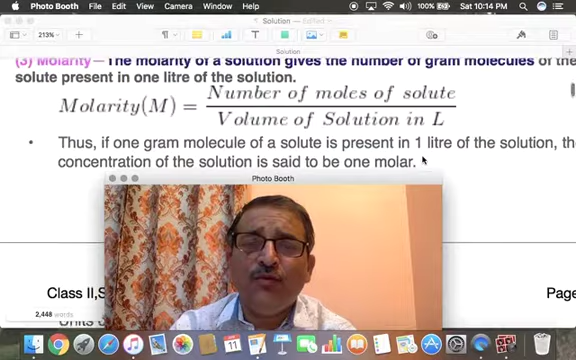 Photo Booth File Edit View Camera Window Help 100% Sat 10:14 PM
Solution — Edited
213%
Solution
(3) Molarity— The molarity of a solution gives the number of gram molecules of the
solute present in one litre of the solution.
Molarity(M) = Number of moles of solute / Volume of Solution in L
• Thus, if one gram molecule of a solute is present in 1 litre of the solution, the
concentration of the solution is said to be one molar.
Photo Booth
Class II,S
Page
2,448 words
Units